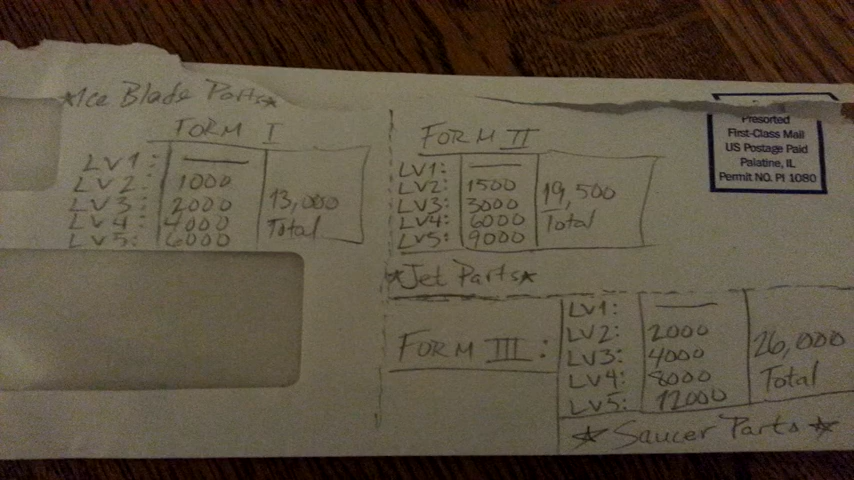 ★Ice Blade Parts★
FORM I
LV1: —
LV2: 1000
LV3: 2000
LV4: 4000
LV5: 6000
13,000
Total
FORM II
LV1: —
LV2: 1500
LV3: 3000
LV4: 6000
LV5: 9000
19,500
Total
★Jet Parts★
Presorted
First-Class Mail
US Postage Paid
Palatine, IL
Permit NO. PI 1080
FORM III:
LV1: —
LV2: 2000
LV3: 4000
LV4: 8000
LV5: 12000
26,000
Total
★Saucer Parts★